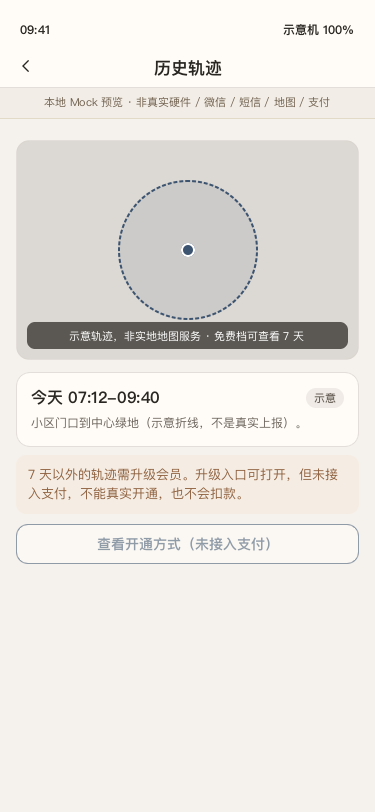 09:41
示意机 100%
历史轨迹
本地 Mock 预览 · 非真实硬件 / 微信 / 短信 / 地图 / 支付
示意轨迹，非实地地图服务 · 免费档可查看 7 天
今天 07:12–09:40
示意
小区门口到中心绿地（示意折线，不是真实上报）。
7 天以外的轨迹需升级会员。升级入口可打开，但未接
入支付，不能真实开通，也不会扣款。
查看开通方式（未接入支付）